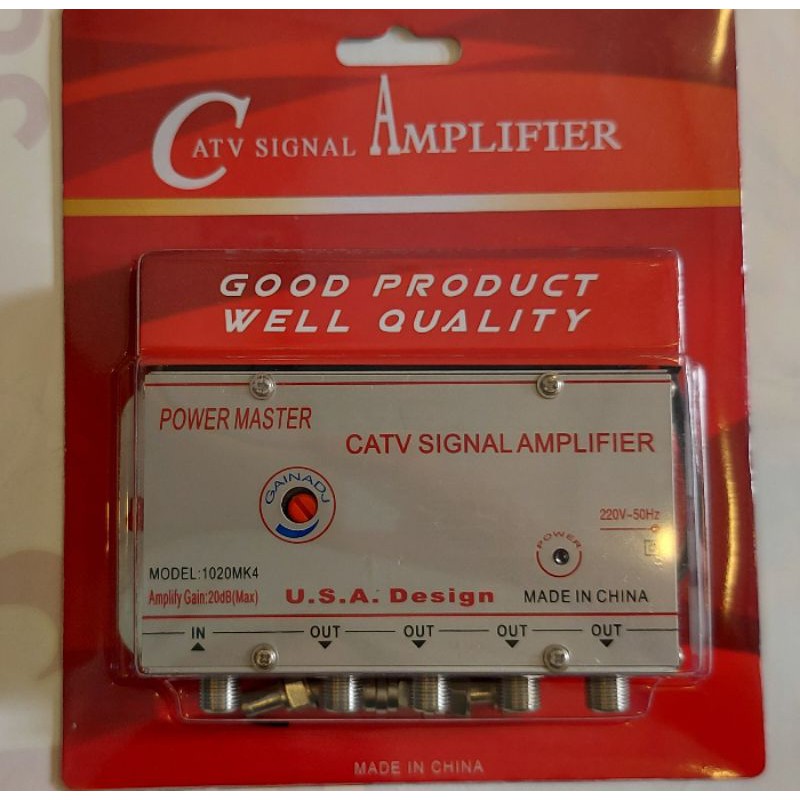 CATV SIGNAL AMPLIFIER
GOOD PRODUCT
WELL QUALITY
POWER MASTER
CATV SIGNAL AMPLIFIER
GAINADJ
220V~50Hz
POWER
MODEL:1020MK4
Amplify Gain:20dB(Max)
U.S.A. Design
MADE IN CHINA
IN OUT OUT OUT OUT
MADE IN CHINA